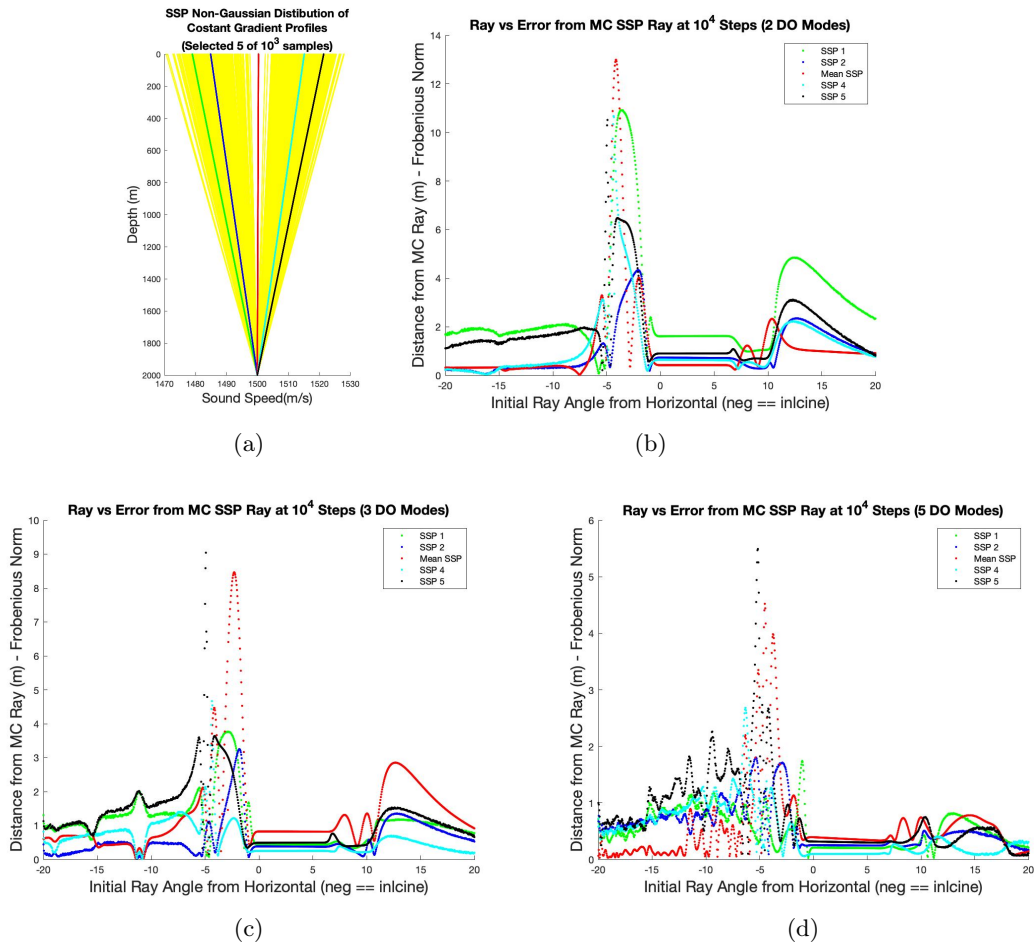 SSP Non-Gaussian Distibution of
Costant Gradient Profiles
(Selected 5 of 10³ samples)
0
200
400
600
800
1000
1200
1400
1600
1800
2000
Depth (m)
1470 1480 1490 1500 1510 1520 1530
Sound Speed(m/s)
(a)
Ray vs Error from MC SSP Ray at 10⁴ Steps (2 DO Modes)
SSP 1
SSP 2
Mean SSP
SSP 4
SSP 5
14
12
10
8
6
4
2
0
Distance from MC Ray (m) - Frobenious Norm
-20 -15 -10 -5 0 5 10 15 20
Initial Ray Angle from Horizontal (neg == inlcine)
(b)
Ray vs Error from MC SSP Ray at 10⁴ Steps (3 DO Modes)
SSP 1
SSP 2
Mean SSP
SSP 4
SSP 5
10
9
8
7
6
5
4
3
2
1
0
Distance from MC Ray (m) - Frobenious Norm
-20 -15 -10 -5 0 5 10 15 20
Initial Ray Angle from Horizontal (neg == inlcine)
(c)
Ray vs Error from MC SSP Ray at 10⁴ Steps (5 DO Modes)
SSP 1
SSP 2
Mean SSP
SSP 4
SSP 5
6
5
4
3
2
1
0
Distance from MC Ray (m) - Frobenious Norm
-20 -15 -10 -5 0 5 10 15 20
Initial Ray Angle from Horizontal (neg == inlcine)
(d)